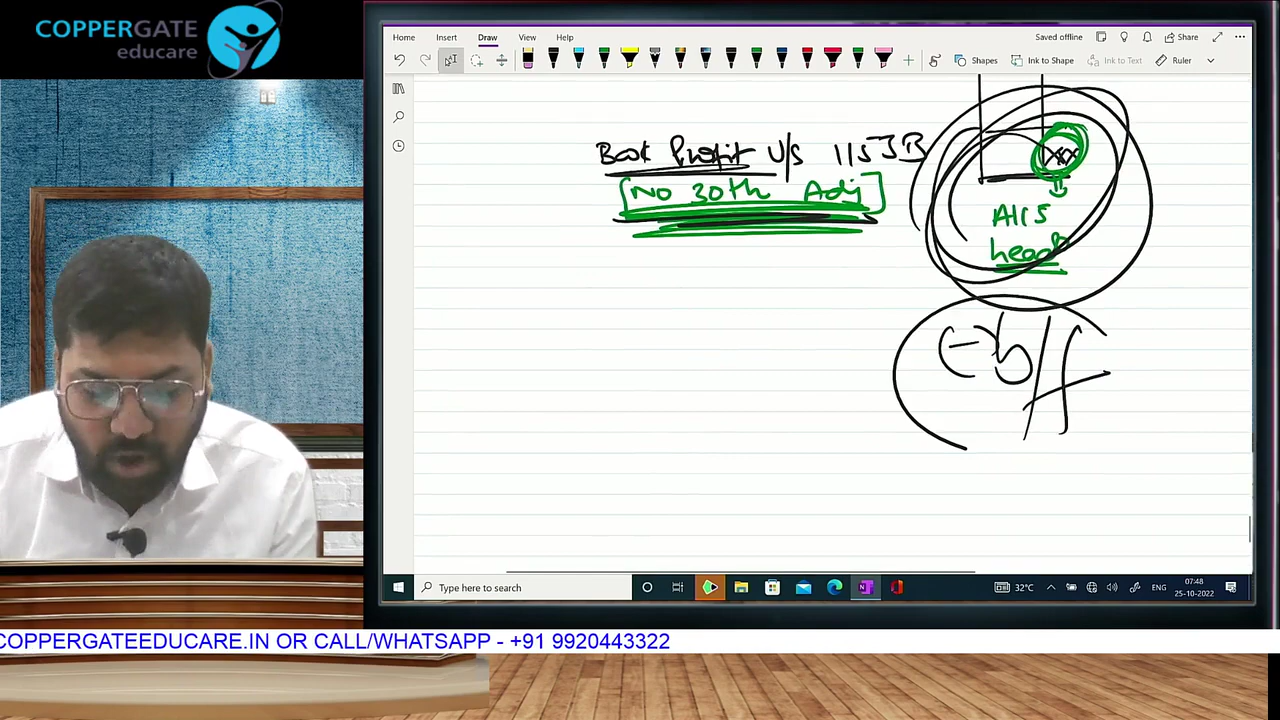 COPPERGATE
educare
Home Insert Draw View Help
Saved offline Share
Shapes Ink to Shape Ink to Text Ruler
Book Profit U/s 115JB
[No 30th Adj]
XXX
All 5
heads
b/f
Type here to search
32°C ENG 07:48
25-10-2022
COPPERGATEEDUCARE.IN OR CALL/WHATSAPP - +91 9920443322